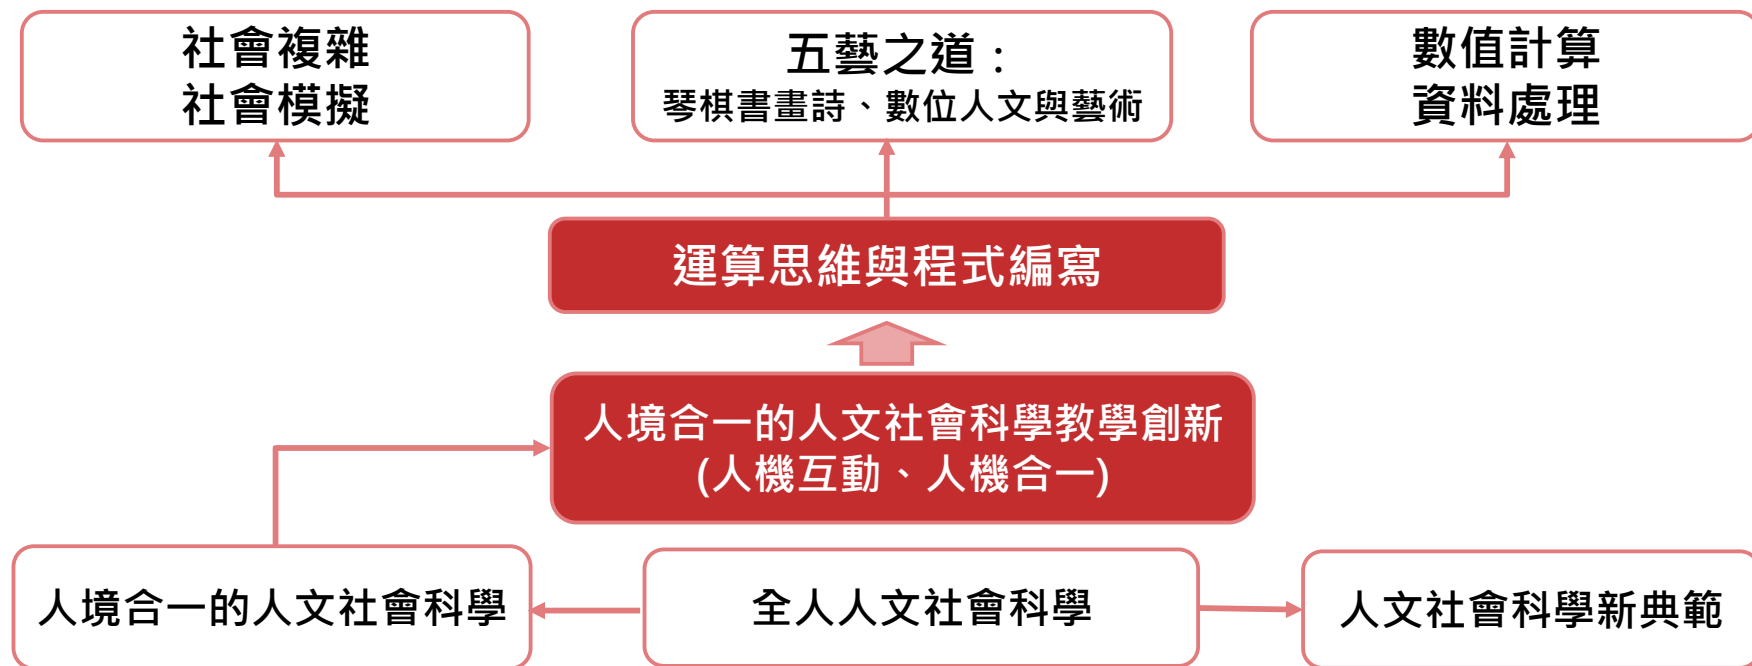 社會複雜
社會模擬
五藝之道：
琴棋書畫詩、數位人文與藝術
數值計算
資料處理
運算思維與程式編寫
人境合一的人文社會科學教學創新
(人機互動、人機合一)
人境合一的人文社會科學
全人人文社會科學
人文社會科學新典範